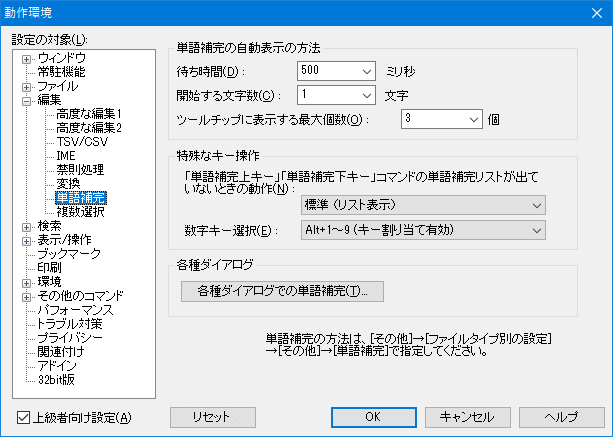 動作環境
設定の対象(L):
ウィンドウ
常駐機能
ファイル
編集
高度な編集1
高度な編集2
TSV/CSV
IME
禁則処理
変換
単語補完
複数選択
検索
表示/操作
ブックマーク
印刷
環境
その他のコマンド
パフォーマンス
トラブル対策
プライバシー
関連付け
アドイン
32bit版
単語補完の自動表示の方法
待ち時間(D): 500 ミリ秒
開始する文字数(C): 1 文字
ツールチップに表示する最大個数(O): 3 個
特殊なキー操作
「単語補完上キー」「単語補完下キー」コマンドの単語補完リストが出て
いないときの動作(N):
標準（リスト表示）
数字キー選択(E): Alt+1～9（キー割り当て有効）
各種ダイアログ
各種ダイアログでの単語補完(T)...
単語補完の方法は、[その他]→[ファイルタイプ別の設定]
→[その他]→[単語補完]で指定してください。
上級者向け設定(A) リセット OK キャンセル ヘルプ